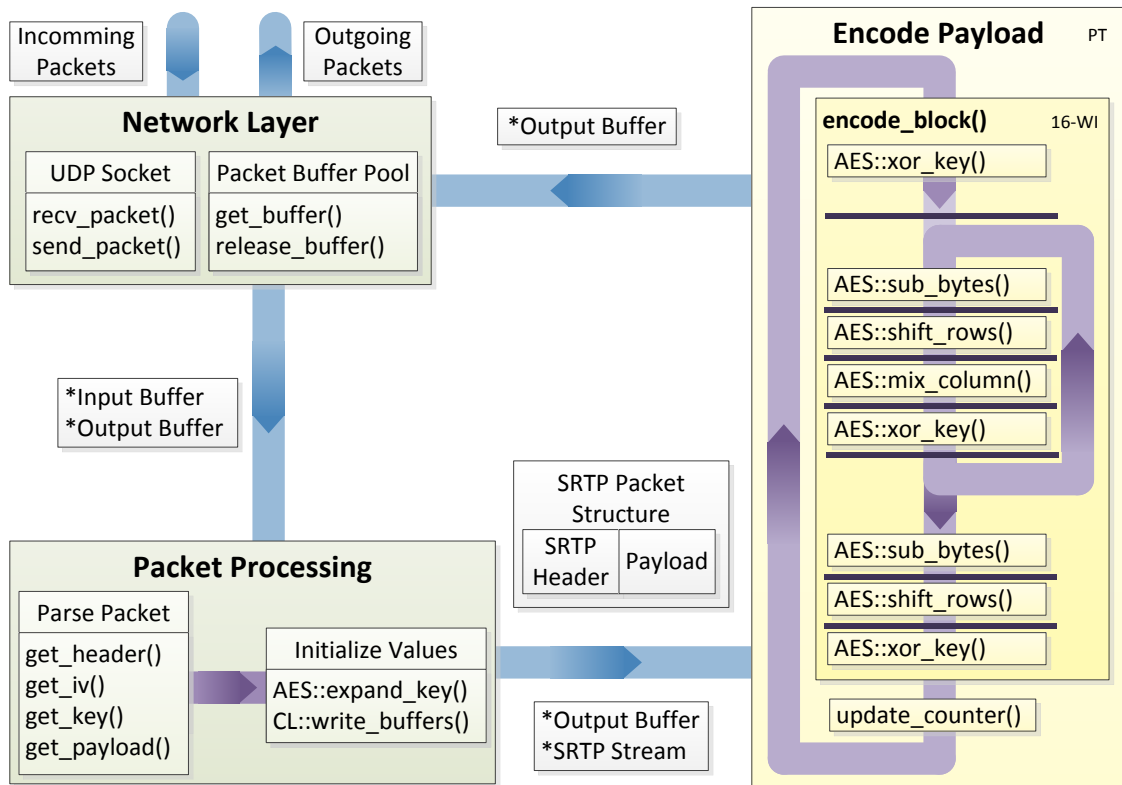 Incomming
Packets
Outgoing
Packets
Network Layer
UDP Socket
recv_packet()
send_packet()
Packet Buffer Pool
get_buffer()
release_buffer()
*Output Buffer
*Input Buffer
*Output Buffer
Packet Processing
Parse Packet
get_header()
get_iv()
get_key()
get_payload()
Initialize Values
AES::expand_key()
CL::write_buffers()
SRTP Packet
Structure
SRTP
Header
Payload
*Output Buffer
*SRTP Stream
Encode Payload
PT
encode_block()
16-WI
AES::xor_key()
AES::sub_bytes()
AES::shift_rows()
AES::mix_column()
AES::xor_key()
AES::sub_bytes()
AES::shift_rows()
AES::xor_key()
update_counter()